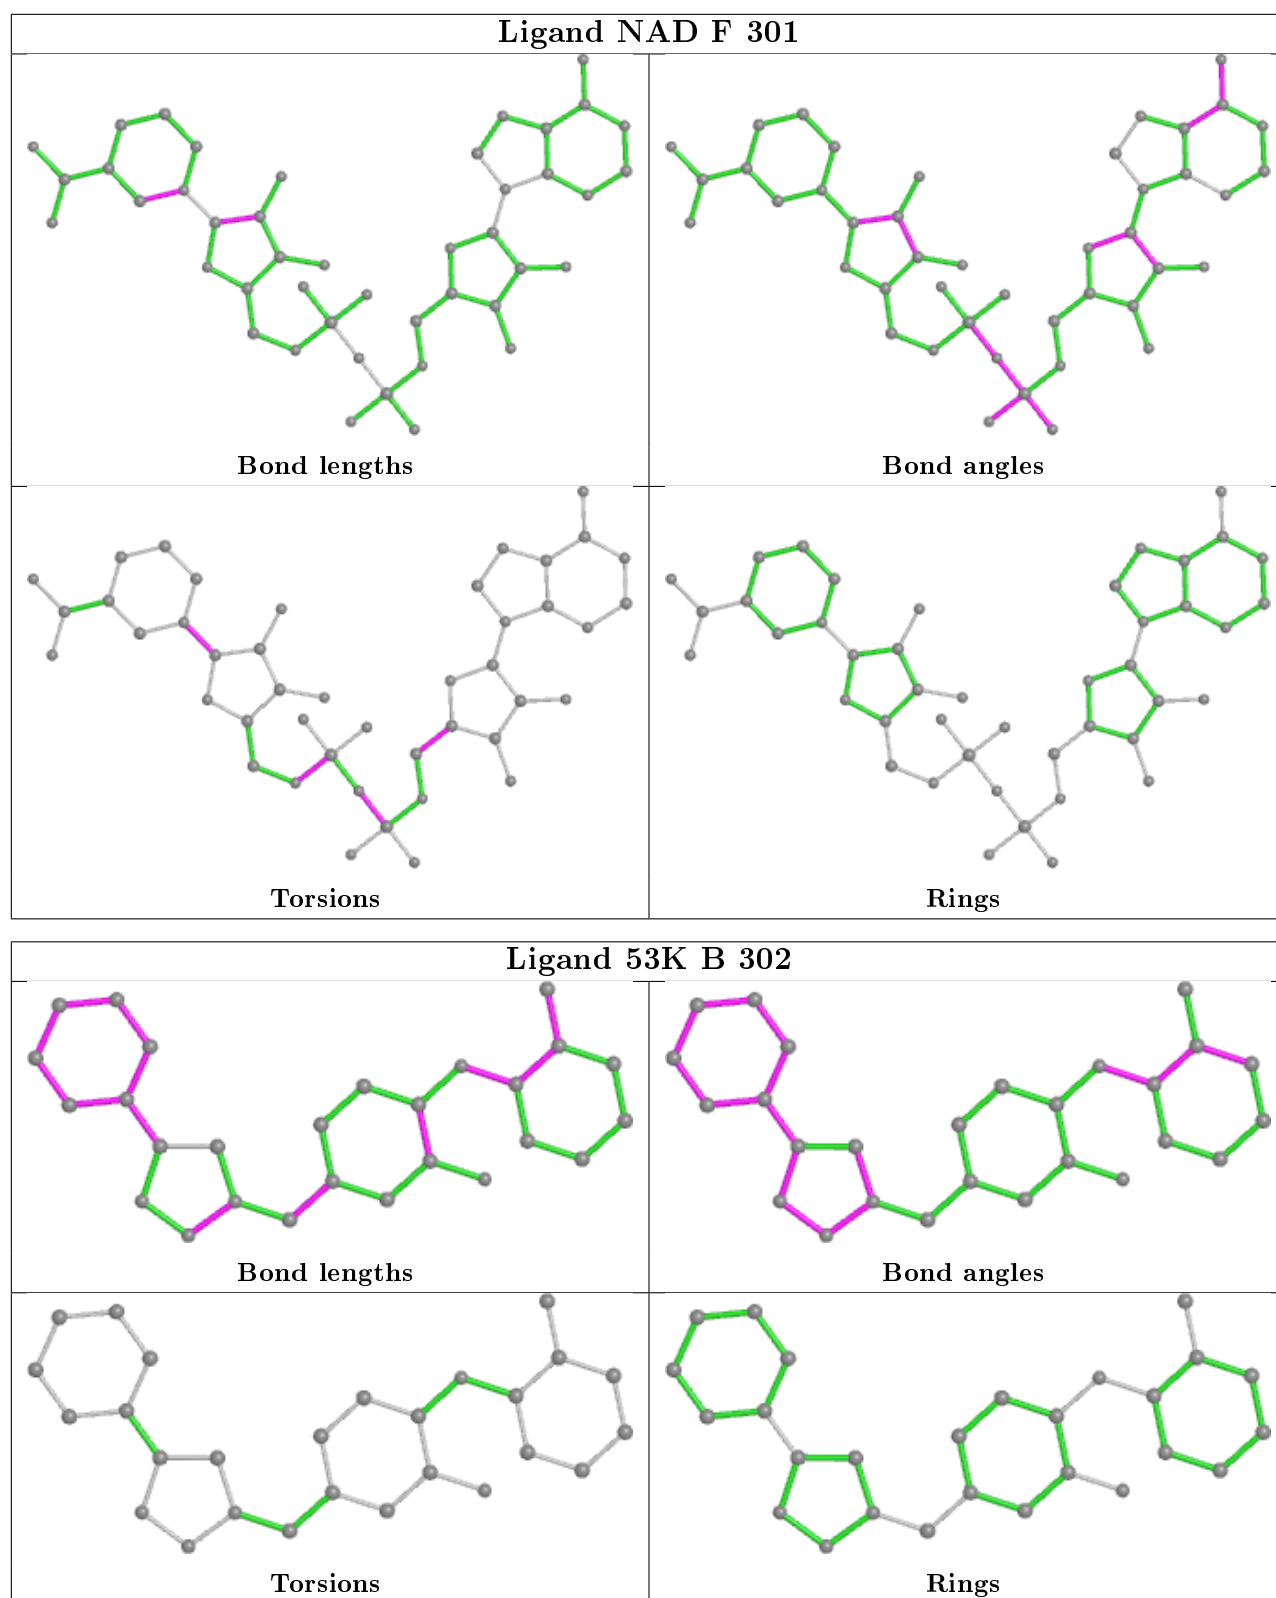 Ligand NAD F 301
Bond lengths
Bond angles
Torsions
Rings
Ligand 53K B 302
Bond lengths
Bond angles
Torsions
Rings